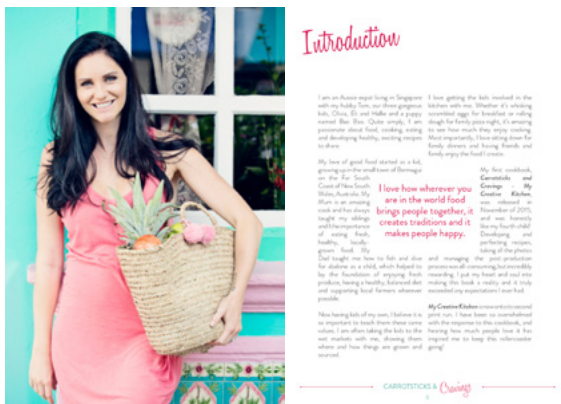 Introduction
I am an Aussie expat living in Singapore
with my hubby Tom, our three gorgeous
kids, Olivia, Eli and Hallie and a puppy
named Bao Bao. Quite simply, I am
passionate about food, cooking, eating
and developing healthy, exciting recipes
to share.
My love of good food started as a kid,
growing up in the small town of Bermagui
on the Far South
Coast of New South
Wales, Australia. My
Mum is an amazing
cook and has always
taught my siblings
and I the importance
of eating fresh,
healthy, locally-
grown food. My
Dad taught me how to fish and dive
for abalone as a child, which helped to
lay the foundation of enjoying fresh
produce, having a healthy, balanced diet
and supporting local farmers wherever
possible.
Now having kids of my own, I believe it is
so important to teach them these same
values. I am often taking the kids to the
wet markets with me, showing them
where and how things are grown and
sourced.
I love how wherever you
are in the world food
brings people together, it
creates traditions and it
makes people happy.
I love getting the kids involved in the
kitchen with me. Whether it's whisking
scrambled eggs for breakfast or rolling
dough for family pizza night, it's amazing
to see how much they enjoy cooking.
Most importantly, I love sitting down for
family dinners and having friends and
family enjoy the food I create.
My first cookbook,
Carrotsticks and
Cravings - My
Creative Kitchen,
was released in
November of 2015,
and was honestly
like my fourth child!
Developing and
perfecting recipes,
taking all the photos
and managing the post-production
process was all-consuming, but incredibly
rewarding. I put my heart and soul into
making this book a reality and it truly
exceeded any expectations I ever had.
My Creative Kitchen is now onto its second
print run. I have been so overwhelmed
with the response to this cookbook, and
hearing how much people love it has
inspired me to keep this rollercoaster
going!
CARROTSTICKS & Cravings